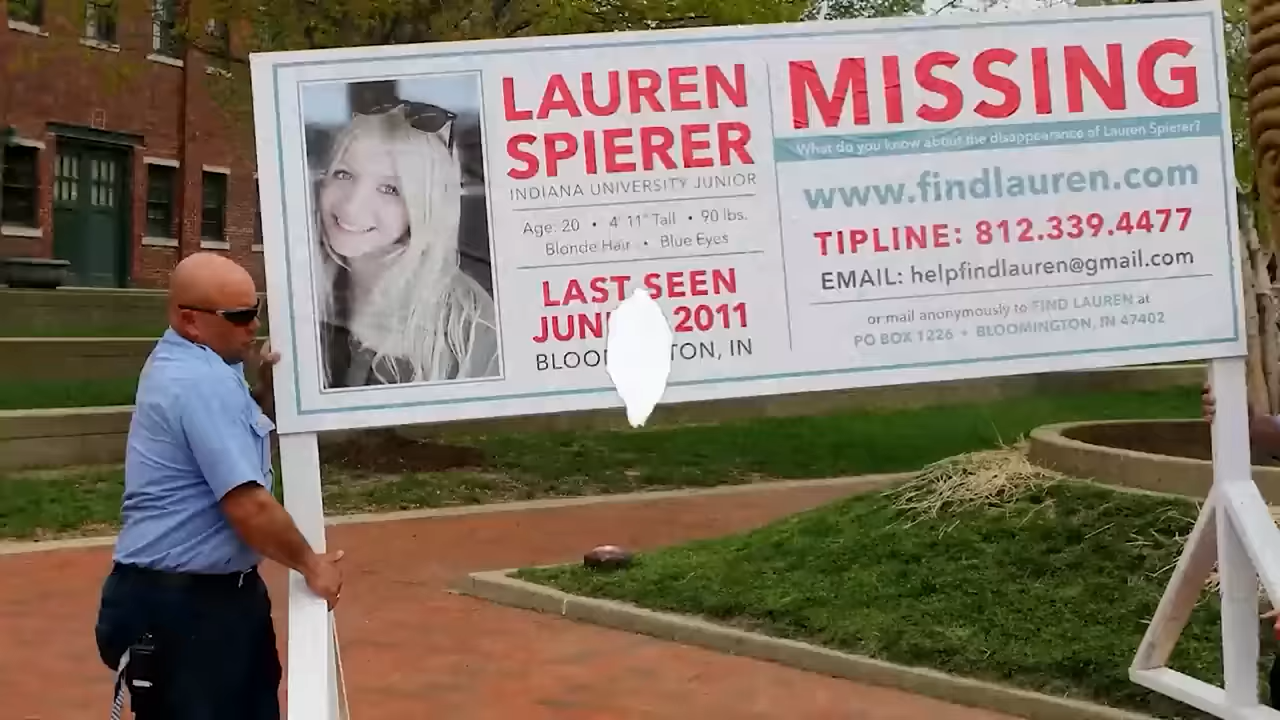 LAUREN
SPIERER
INDIANA UNIVERSITY JUNIOR
Age: 20 • 4' 11" Tall • 90 lbs.
Blonde Hair • Blue Eyes
LAST SEEN
2011
IN
MISSING
What do you know about the disappearance of Lauren Spierer?
www.findlauren.com
TIPLINE: 812.339.4477
EMAIL: helpfindlauren@gmail.com
or mail anonymously to FIND LAUREN at
PO BOX 1226 • BLOOMINGTON, IN 47402